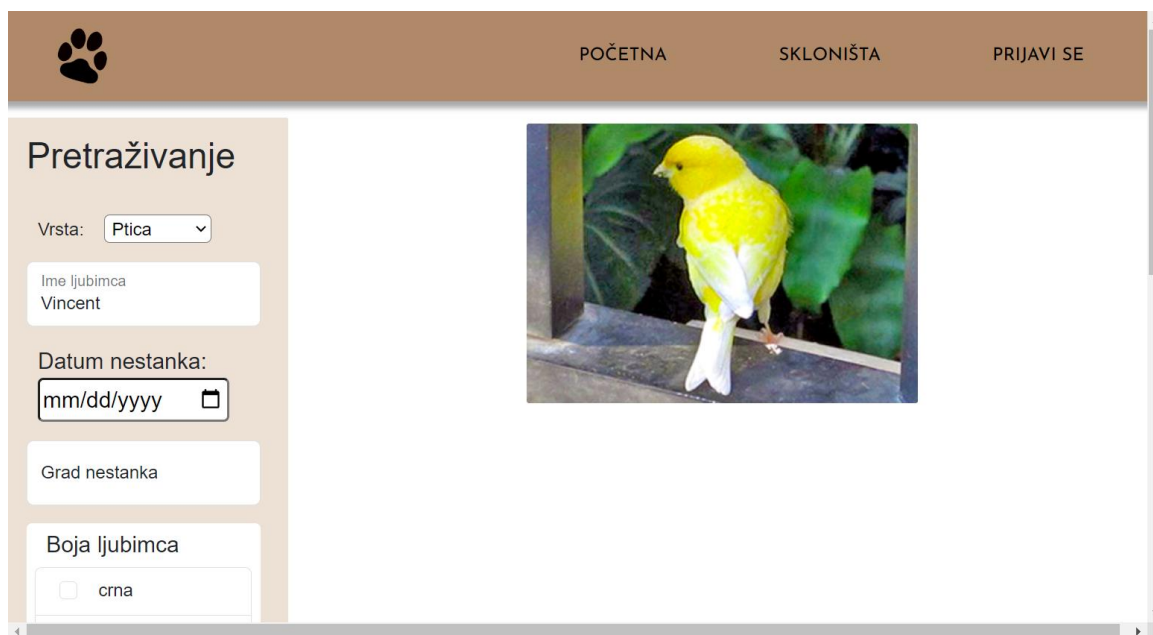 POČETNA SKLONIŠTA PRIJAVI SE
Pretraživanje
Vrsta: Ptica
Ime ljubimca
Vincent
Datum nestanka:
mm/dd/yyyy
Grad nestanka
Boja ljubimca
crna